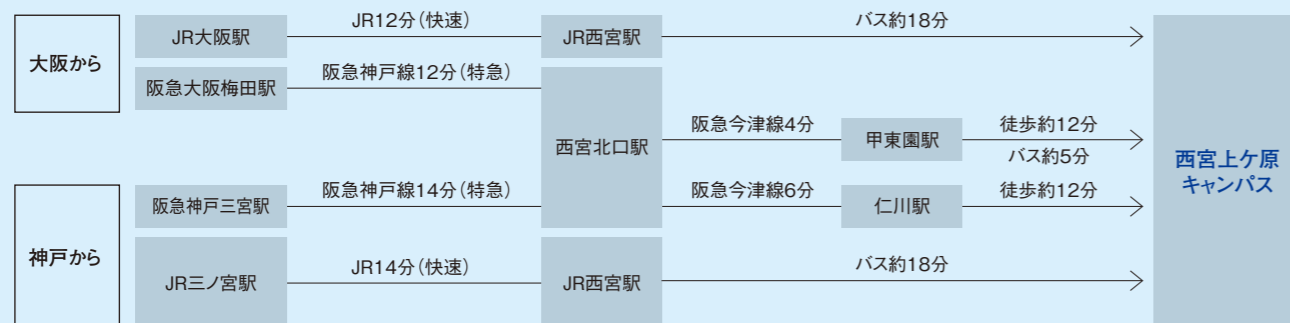 大阪から
JR大阪駅
JR12分(快速)
JR西宮駅
バス約18分
阪急大阪梅田駅
阪急神戸線12分(特急)
西宮北口駅
阪急今津線4分
甲東園駅
徒歩約12分
バス約5分
神戸から
阪急神戸三宮駅
阪急神戸線14分(特急)
阪急今津線6分
仁川駅
徒歩約12分
JR三ノ宮駅
JR14分(快速)
JR西宮駅
バス約18分
西宮上ケ原
キャンパス